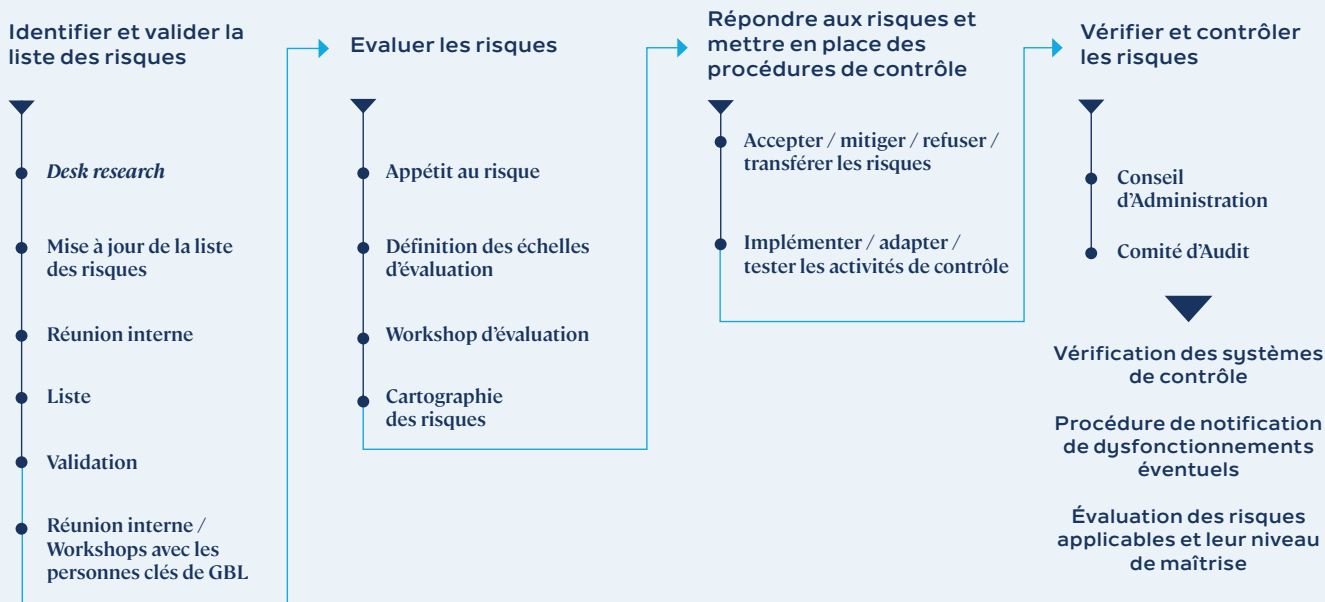 Identifier et valider la
liste des risques
Desk research
Mise à jour de la liste
des risques
Réunion interne
Liste
Validation
Réunion interne /
Workshops avec les
personnes clés de GBL
Evaluer les risques
Appétit au risque
Définition des échelles
d’évaluation
Workshop d’évaluation
Cartographie
des risques
Répondre aux risques et
mettre en place des
procédures de contrôle
Accepter / mitiger / refuser /
transférer les risques
Implémenter / adapter /
tester les activités de contrôle
Vérifier et contrôler
les risques
Conseil
d’Administration
Comité d’Audit
Vérification des systèmes
de contrôle
Procédure de notification
de dysfonctionnements
éventuels
Évaluation des risques
applicables et leur niveau
de maîtrise